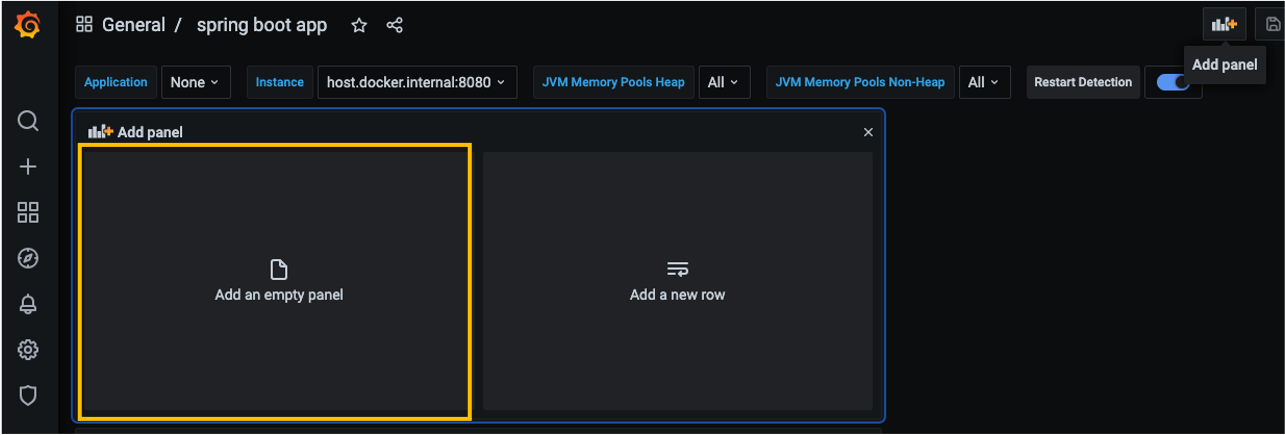 General / spring boot app
Add panel
Application None Instance host.docker.internal:8080 JVM Memory Pools Heap All JVM Memory Pools Non-Heap All Restart Detection
Add panel
Add an empty panel
Add a new row